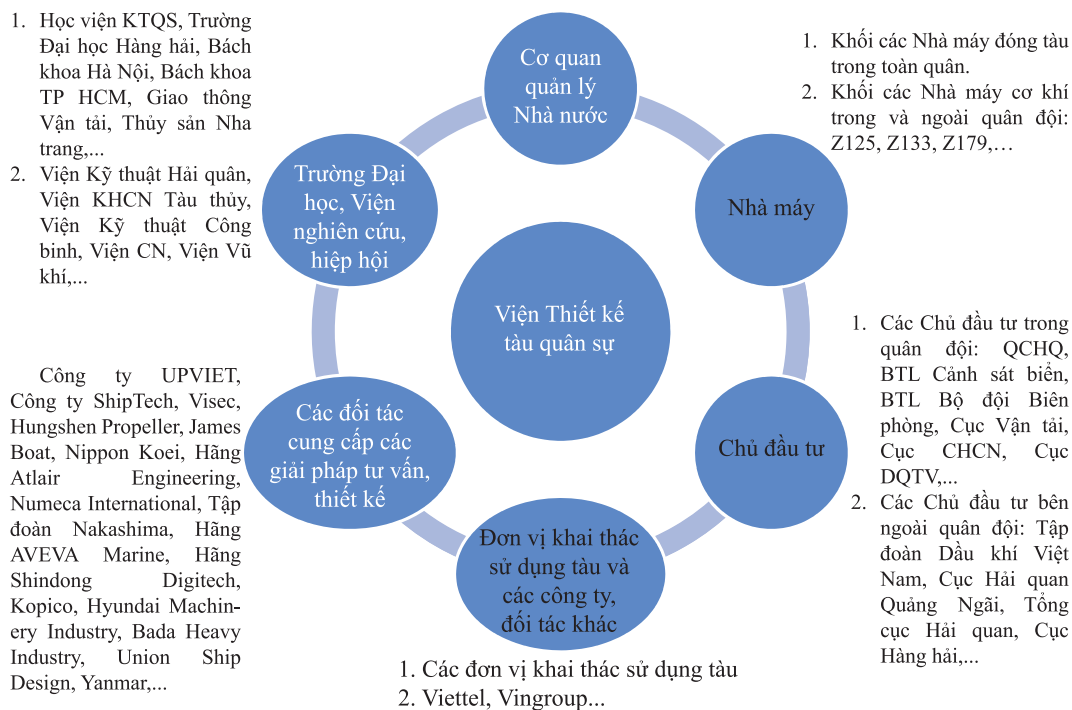 1. Học viện KTQS, Trường
Đại học Hàng hải, Bách
khoa Hà Nội, Bách khoa
TP HCM, Giao thông
Vận tải, Thủy sản Nha
trang,...
2. Viện Kỹ thuật Hải quân,
Viện KHCN Tàu thủy,
Viện Kỹ thuật Công
binh, Viện CN, Viện Vũ
khí,...
Cơ quan
quản lý
Nhà nước
1. Khối các Nhà máy đóng tàu
trong toàn quân.
2. Khối các Nhà máy cơ khí
trong và ngoài quân đội:
Z125, Z133, Z179,…
Trường Đại
học, Viện
nghiên cứu,
hiệp hội
Nhà máy
Viện Thiết kế
tàu quân sự
Công ty UPVIET,
Công ty ShipTech, Visec,
Hungshen Propeller, James
Boat, Nippon Koei, Hãng
Atlair Engineering,
Numeca International, Tập
đoàn Nakashima, Hãng
AVEVA Marine, Hãng
Shindong Digitech,
Kopico, Hyundai Machin-
ery Industry, Bada Heavy
Industry, Union Ship
Design, Yanmar,...
Các đối tác
cung cấp các
giải pháp tư vấn,
thiết kế
Chủ đầu tư
1. Các Chủ đầu tư trong
quân đội: QCHQ,
BTL Cảnh sát biển,
BTL Bộ đội Biên
phòng, Cục Vận tải,
Cục CHCN, Cục
DQTV,...
2. Các Chủ đầu tư bên
ngoài quân đội: Tập
đoàn Dầu khí Việt
Nam, Cục Hải quan
Quảng Ngãi, Tổng
cục Hải quan, Cục
Hàng hải,...
Đơn vị khai thác
sử dụng tàu và
các công ty,
đối tác khác
1. Các đơn vị khai thác sử dụng tàu
2. Viettel, Vingroup...